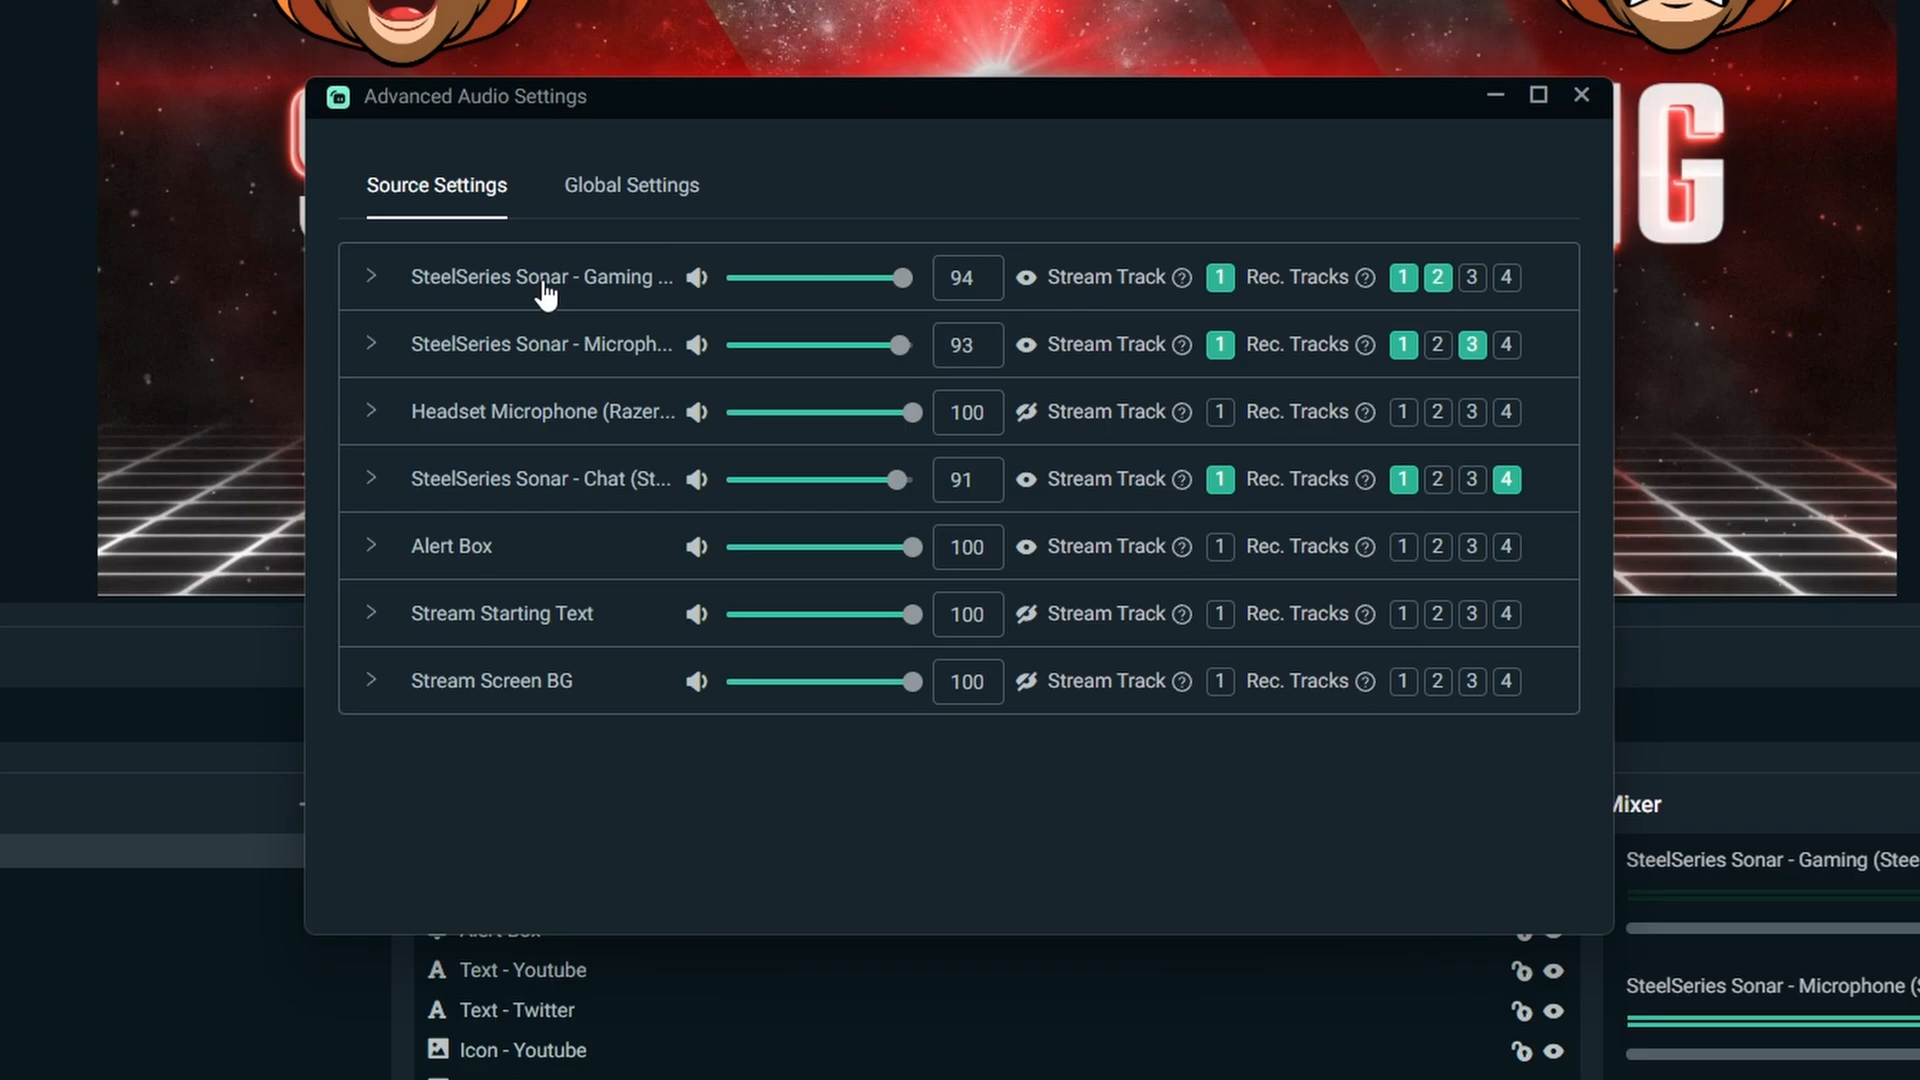 Advanced Audio Settings
Source Settings Global Settings
SteelSeries Sonar - Gaming ... 94 Stream Track ? 1 Rec. Tracks ? 1 2 3 4
SteelSeries Sonar - Microph... 93 Stream Track ? 1 Rec. Tracks ? 1 2 3 4
Headset Microphone (Razer... 100 Stream Track ? 1 Rec. Tracks ? 1 2 3 4
SteelSeries Sonar - Chat (St... 91 Stream Track ? 1 Rec. Tracks ? 1 2 3 4
Alert Box 100 Stream Track ? 1 Rec. Tracks ? 1 2 3 4
Stream Starting Text 100 Stream Track ? 1 Rec. Tracks ? 1 2 3 4
Stream Screen BG 100 Stream Track ? 1 Rec. Tracks ? 1 2 3 4
G
Mixer
SteelSeries Sonar - Gaming (Stee
SteelSeries Sonar - Microphone (S
Alert Box
Text - Youtube
Text - Twitter
Icon - Youtube